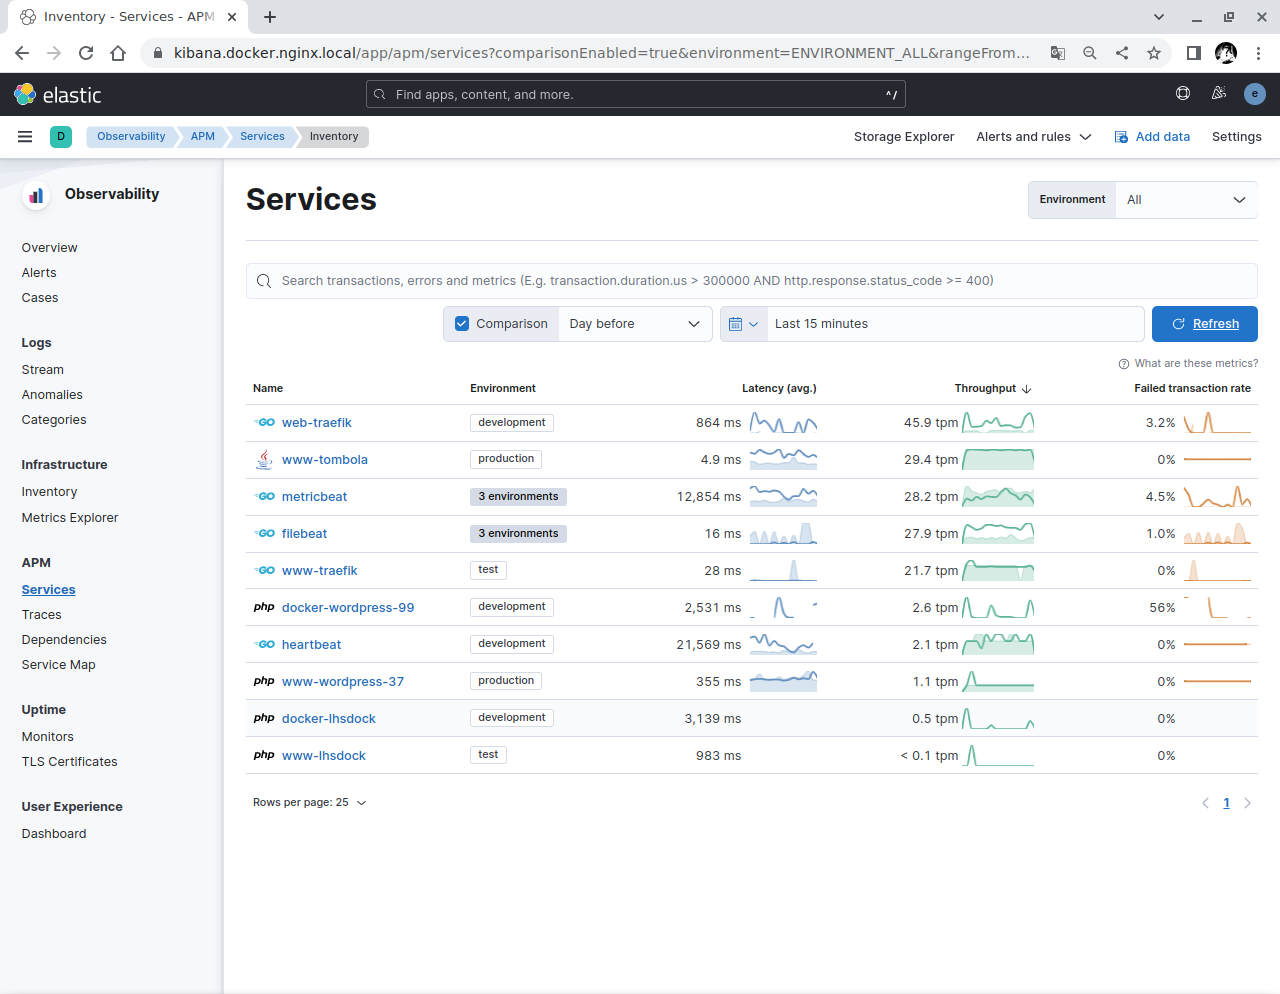 Inventory - Services - APM
kibana.docker.nginx.local/app/apm/services?comparisonEnabled=true&environment=ENVIRONMENT_ALL&rangeFrom...
elastic
Find apps, content, and more.
^/
e
D
Observability
APM
Services
Inventory
Storage Explorer
Alerts and rules
Add data
Settings
Observability
Overview
Alerts
Cases
Logs
Stream
Anomalies
Categories
Infrastructure
Inventory
Metrics Explorer
APM
Services
Traces
Dependencies
Service Map
Uptime
Monitors
TLS Certificates
User Experience
Dashboard
Services
Environment
All
Search transactions, errors and metrics (E.g. transaction.duration.us > 300000 AND http.response.status_code >= 400)
Comparison
Day before
Last 15 minutes
Refresh
What are these metrics?
Name Environment Latency (avg.) Throughput Failed transaction rate
GO web-traefik development 864 ms 45.9 tpm 3.2%
www-tombola production 4.9 ms 29.4 tpm 0%
GO metricbeat 3 environments 12,854 ms 28.2 tpm 4.5%
GO filebeat 3 environments 16 ms 27.9 tpm 1.0%
GO www-traefik test 28 ms 21.7 tpm 0%
php docker-wordpress-99 development 2,531 ms 2.6 tpm 56%
GO heartbeat development 21,569 ms 2.1 tpm 0%
php www-wordpress-37 production 355 ms 1.1 tpm 0%
php docker-lhsdock development 3,139 ms 0.5 tpm 0%
php www-lhsdock test 983 ms < 0.1 tpm 0%
Rows per page: 25
1